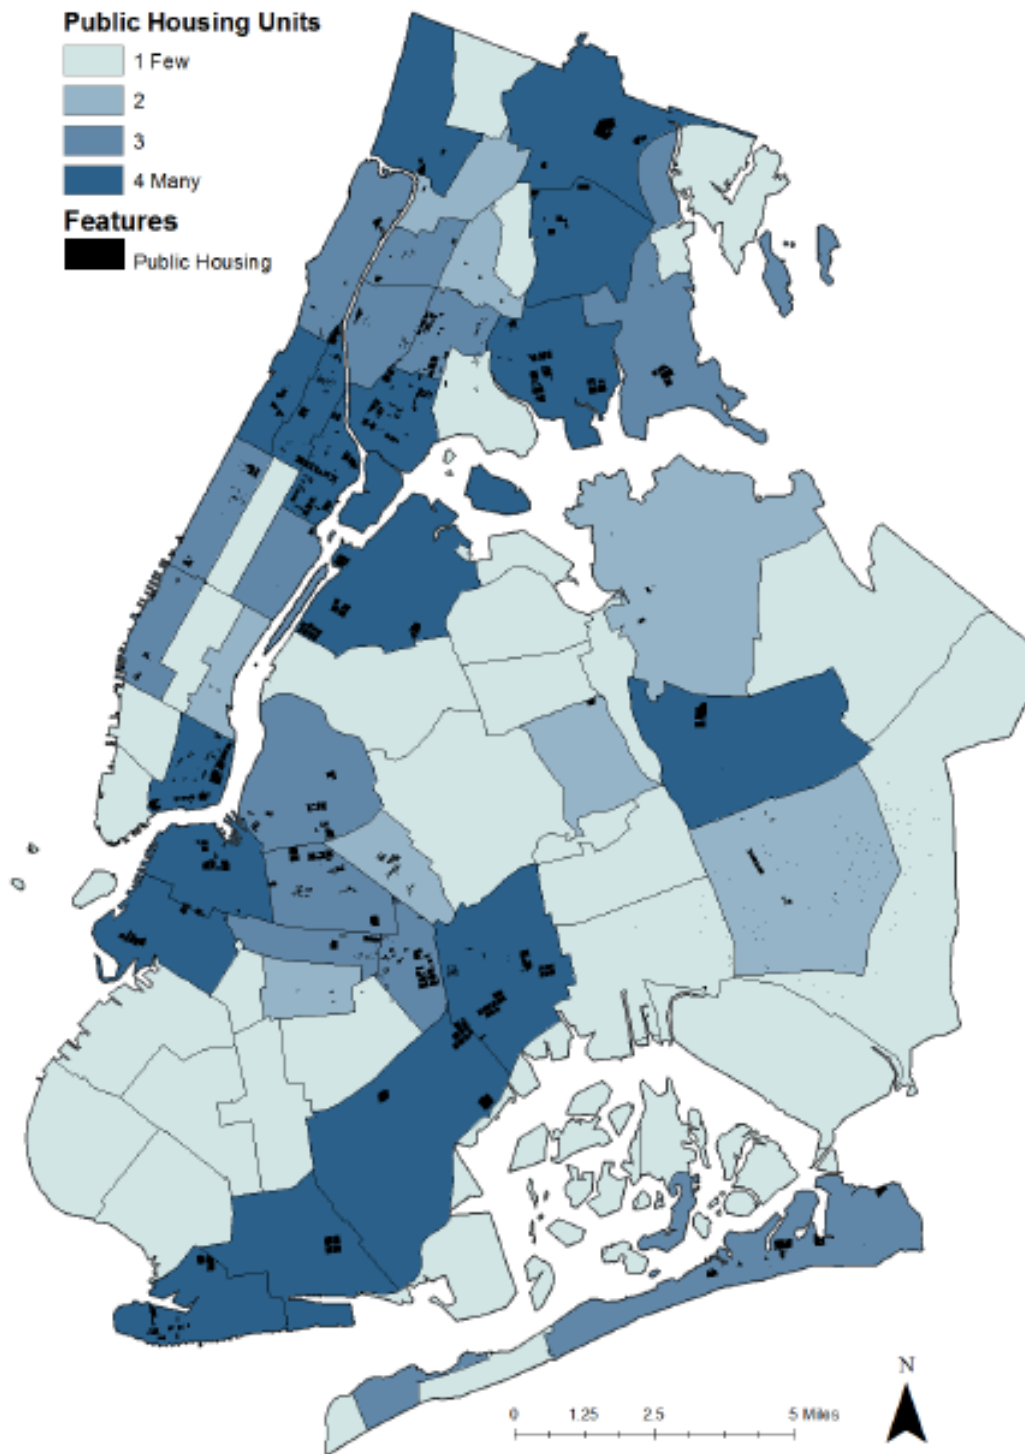 Public Housing Units
1 Few
2
3
4 Many
Features
Public Housing
N
0 1.25 2.5 5 Miles